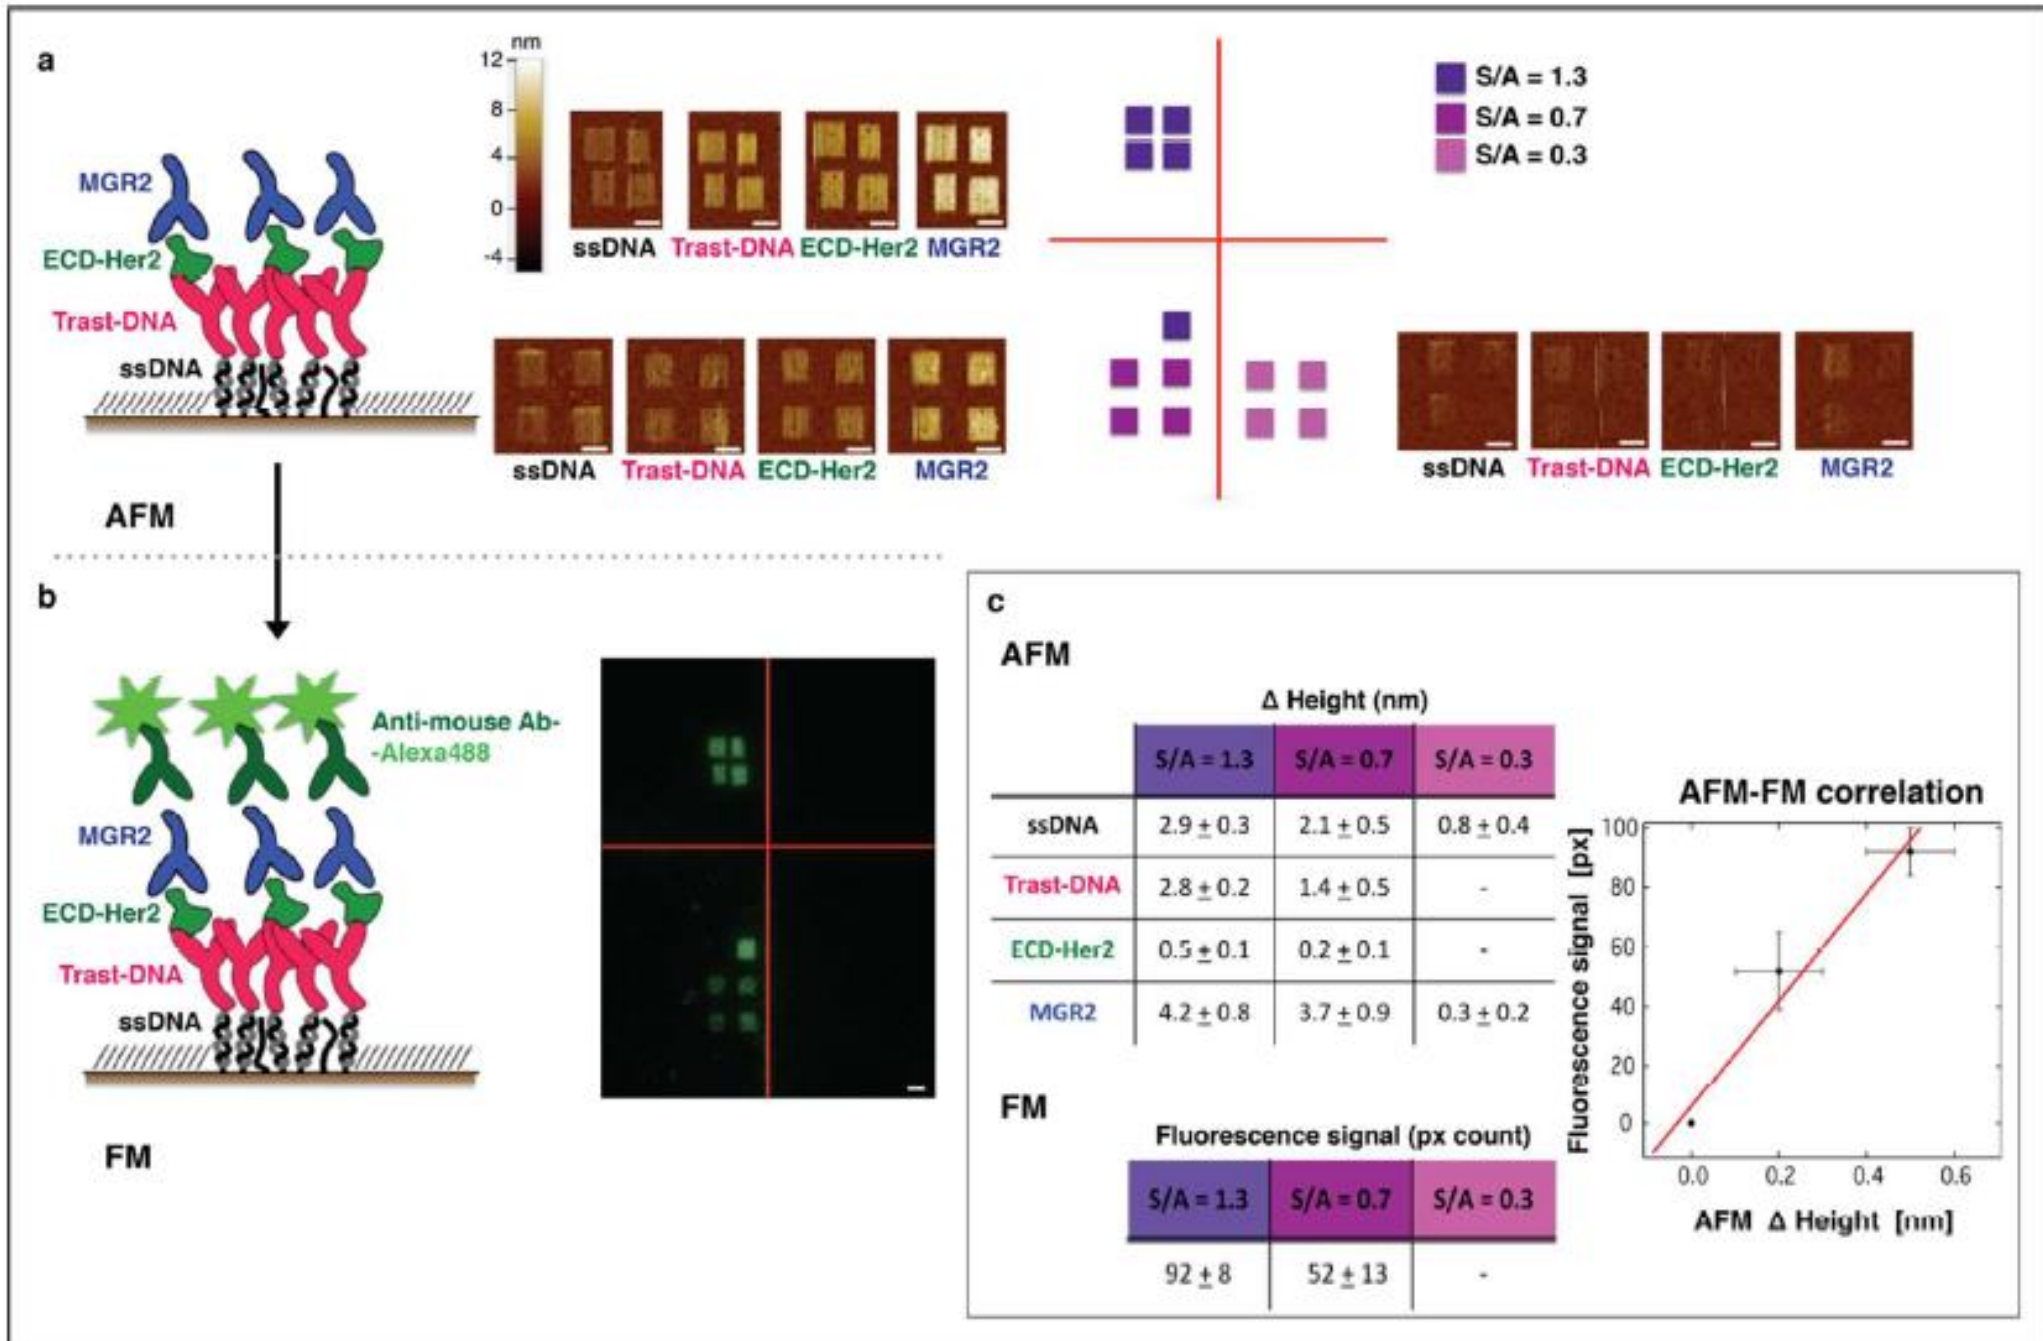 a
nm
12
8
4
0
-4
MGR2
ECD-Her2
Trast-DNA
ssDNA
ssDNA Trast-DNA ECD-Her2 MGR2
S/A = 1.3
S/A = 0.7
S/A = 0.3
ssDNA Trast-DNA ECD-Her2 MGR2
ssDNA Trast-DNA ECD-Her2 MGR2
AFM
b
Anti-mouse Ab-
-Alexa488
MGR2
ECD-Her2
Trast-DNA
ssDNA
FM
c
AFM
Δ Height (nm)
S/A = 1.3 S/A = 0.7 S/A = 0.3
ssDNA 2.9 ± 0.3 2.1 ± 0.5 0.8 ± 0.4
Trast-DNA 2.8 ± 0.2 1.4 ± 0.5 -
ECD-Her2 0.5 ± 0.1 0.2 ± 0.1 -
MGR2 4.2 ± 0.8 3.7 ± 0.9 0.3 ± 0.2
FM
Fluorescence signal (px count)
S/A = 1.3 S/A = 0.7 S/A = 0.3
92 ± 8 52 ± 13 -
AFM-FM correlation
Fluorescence signal [px]
100
80
60
40
20
0
0.0 0.2 0.4 0.6
AFM Δ Height [nm]